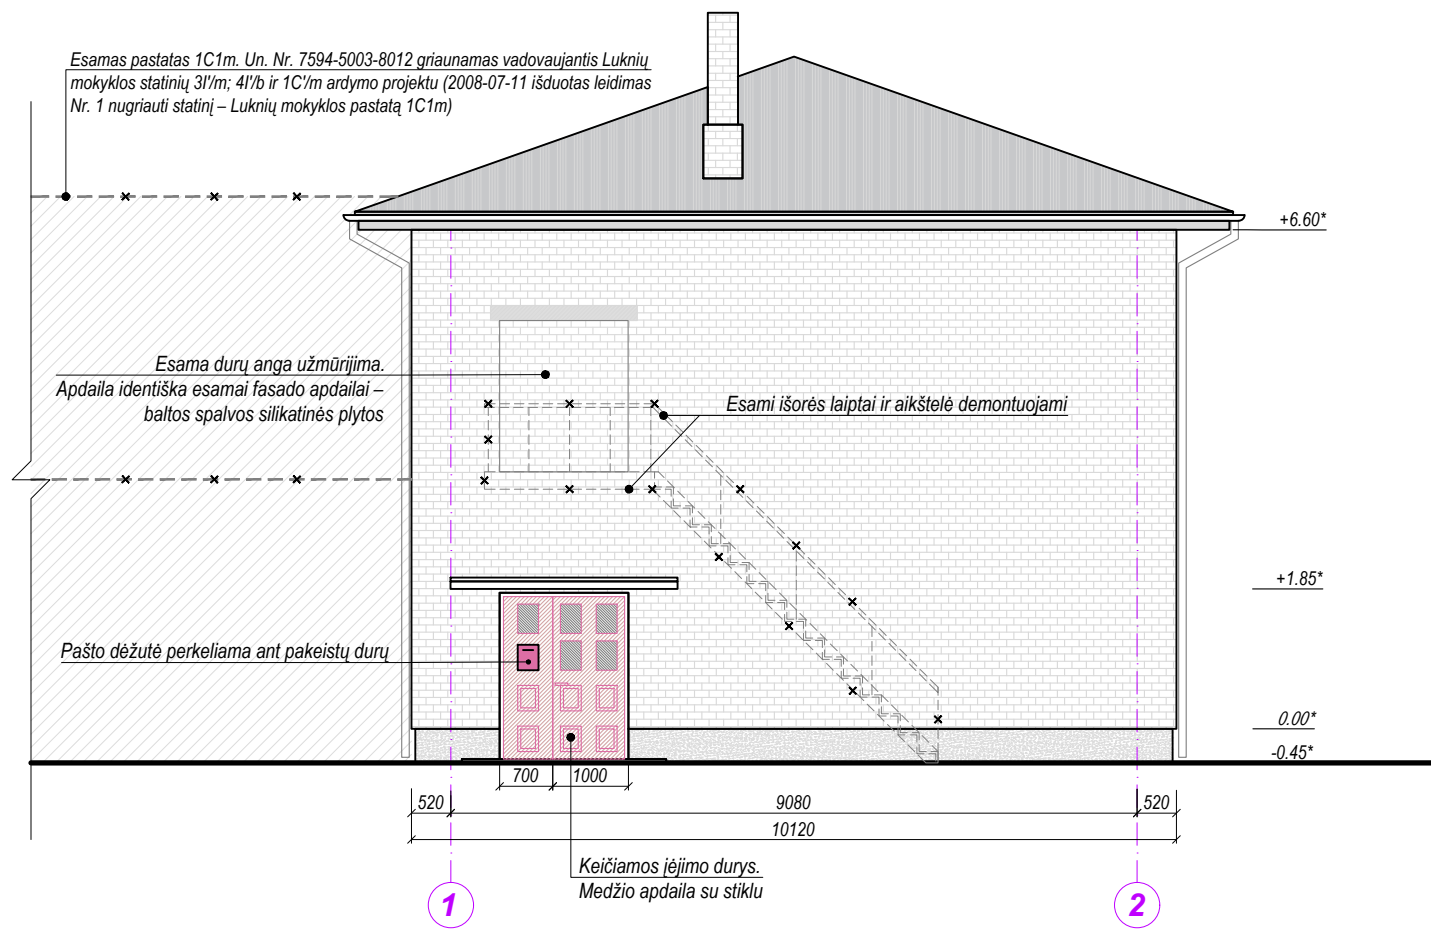 Esamas pastatas 1C1m. Un. Nr. 7594-5003-8012 griaunamas vadovaujantis Luknių
mokyklos statinių 3I'/m; 4I'/b ir 1C'/m ardymo projektu (2008-07-11 išduotas leidimas
Nr. 1 nugriauti statinį – Luknių mokyklos pastatą 1C1m)
+6.60*
Esama durų anga užmūrijima.
Apdaila identiška esamai fasado apdailai –
baltos spalvos silikatinės plytos
Esami išorės laiptai ir aikštelė demontuojami
+1.85*
Pašto dėžutė perkeliama ant pakeistų durų
0.00*
-0.45*
700 1000
520 9080 520
10120
Keičiamos įėjimo durys.
Medžio apdaila su stiklu
1 2